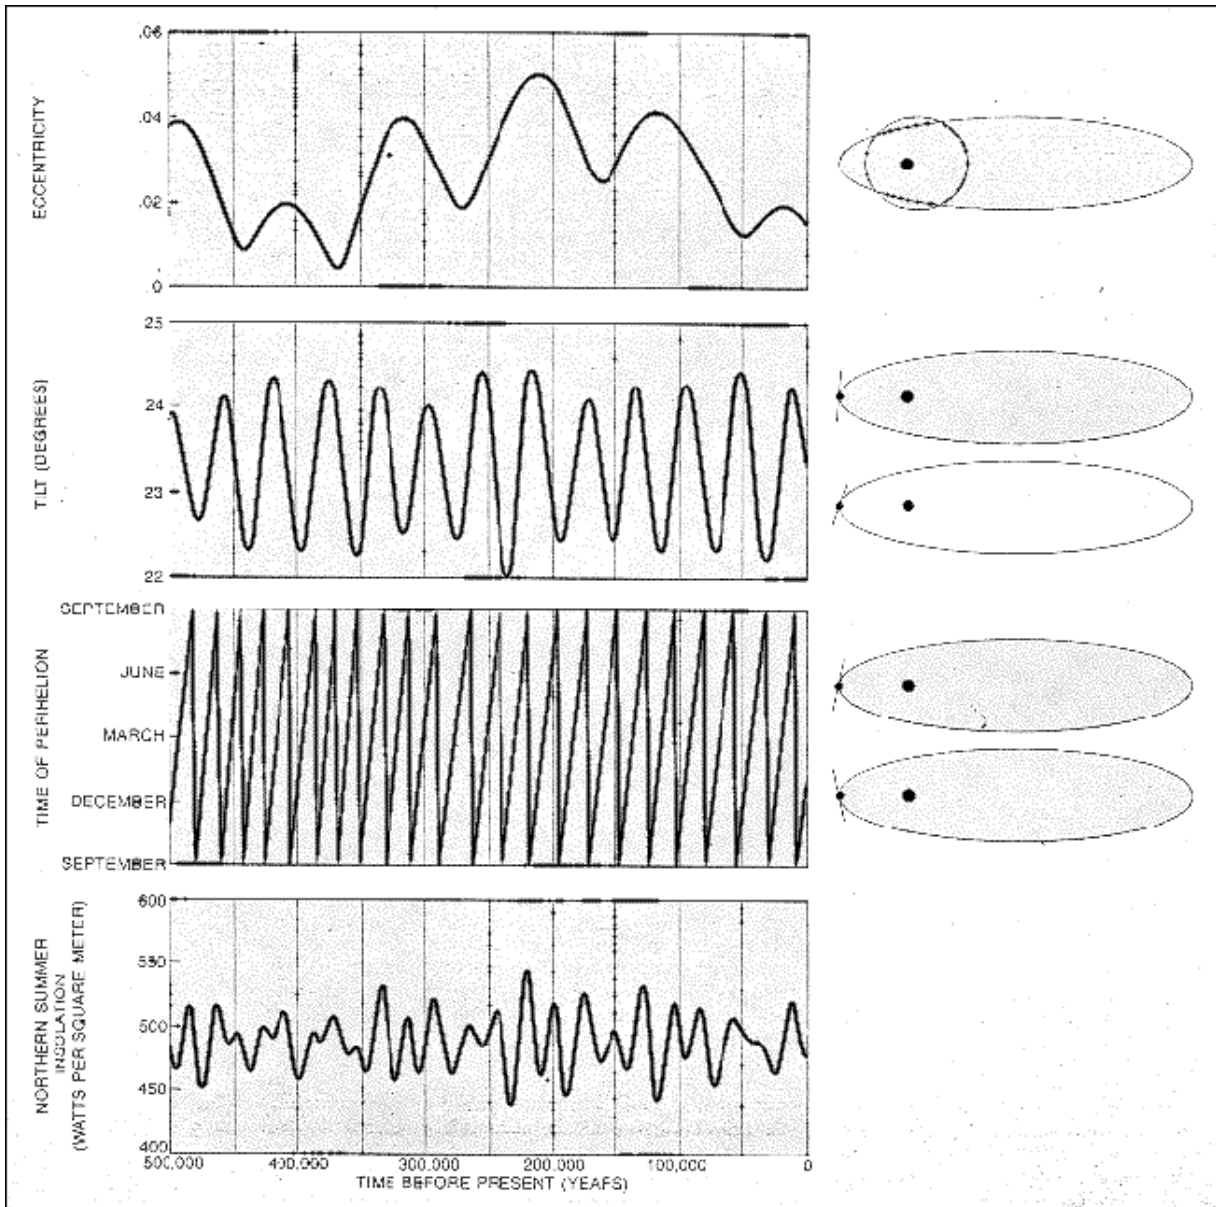 ECCENTRICITY
.06
.04
.02
0
TILT (DEGREES)
25
24
23
22
TIME OF PERIHELION
SEPTEMBER
JUNE
MARCH
DECEMBER
SEPTEMBER
NORTHERN SUMMER
INSOLATION
(WATTS PER SQUARE METER)
600
550
500
450
400
500,000
400,000
300,000
200,000
100,000
0
TIME BEFORE PRESENT (YEARS)